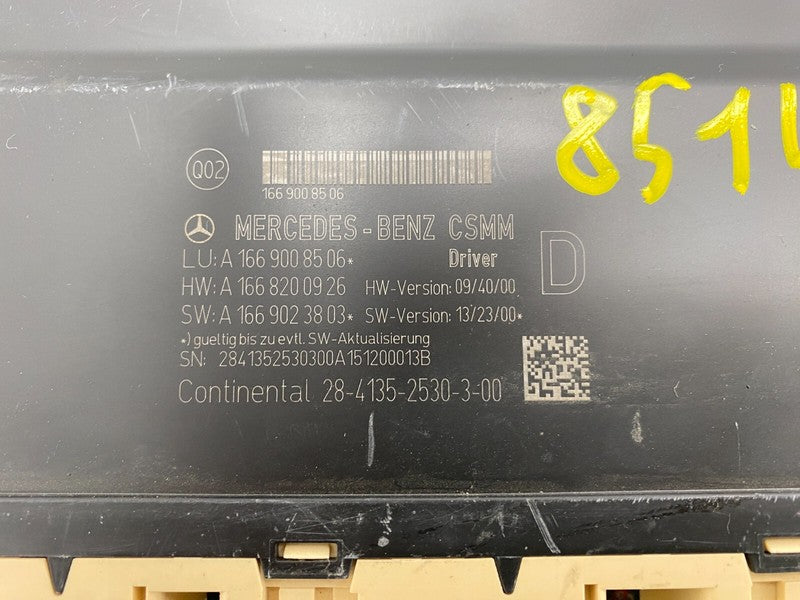 Q02
166 900 85 06
851
MERCEDES-BENZ CSMM
LU: A 166 900 85 06*
Driver
D
HW: A 166 820 09 26 HW-Version: 09/40/00
SW: A 166 902 38 03* SW-Version: 13/23/00*
*) gueltig bis zu evtl. SW-Aktualisierung
SN: 2841352530300A151200013B
Continental 28-4135-2530-3-00